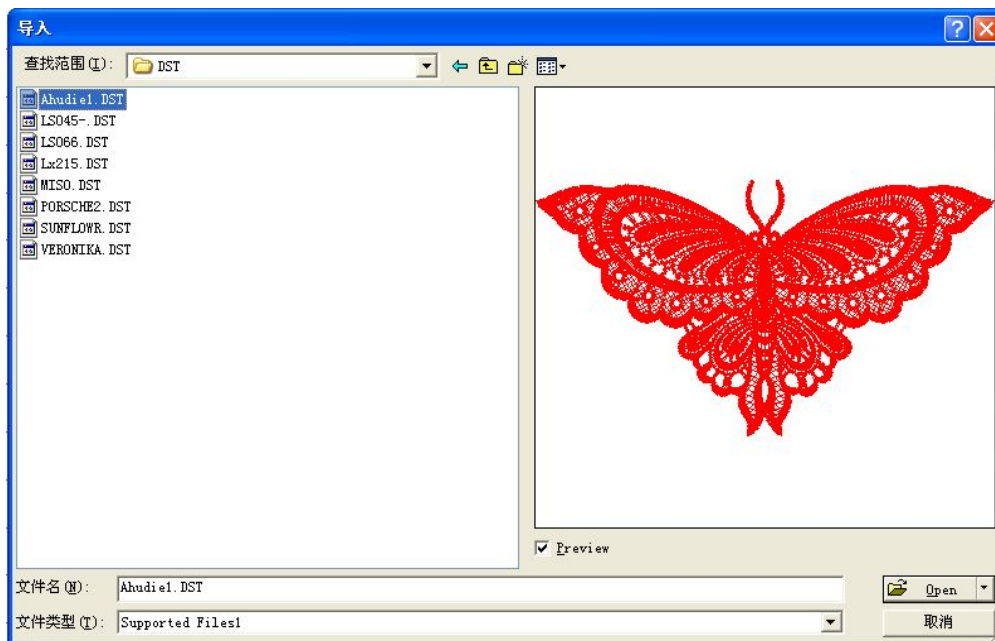 导入
查找范围(I): DST
Ahudie1.DST
LS045-.DST
LS066.DST
Lx215.DST
MISO.DST
PORSCHE2.DST
SUNFLOWR.DST
VERONIKA.DST
Preview
文件名(N): Ahudie1.DST
Open
文件类型(T): Supported Files1
取消